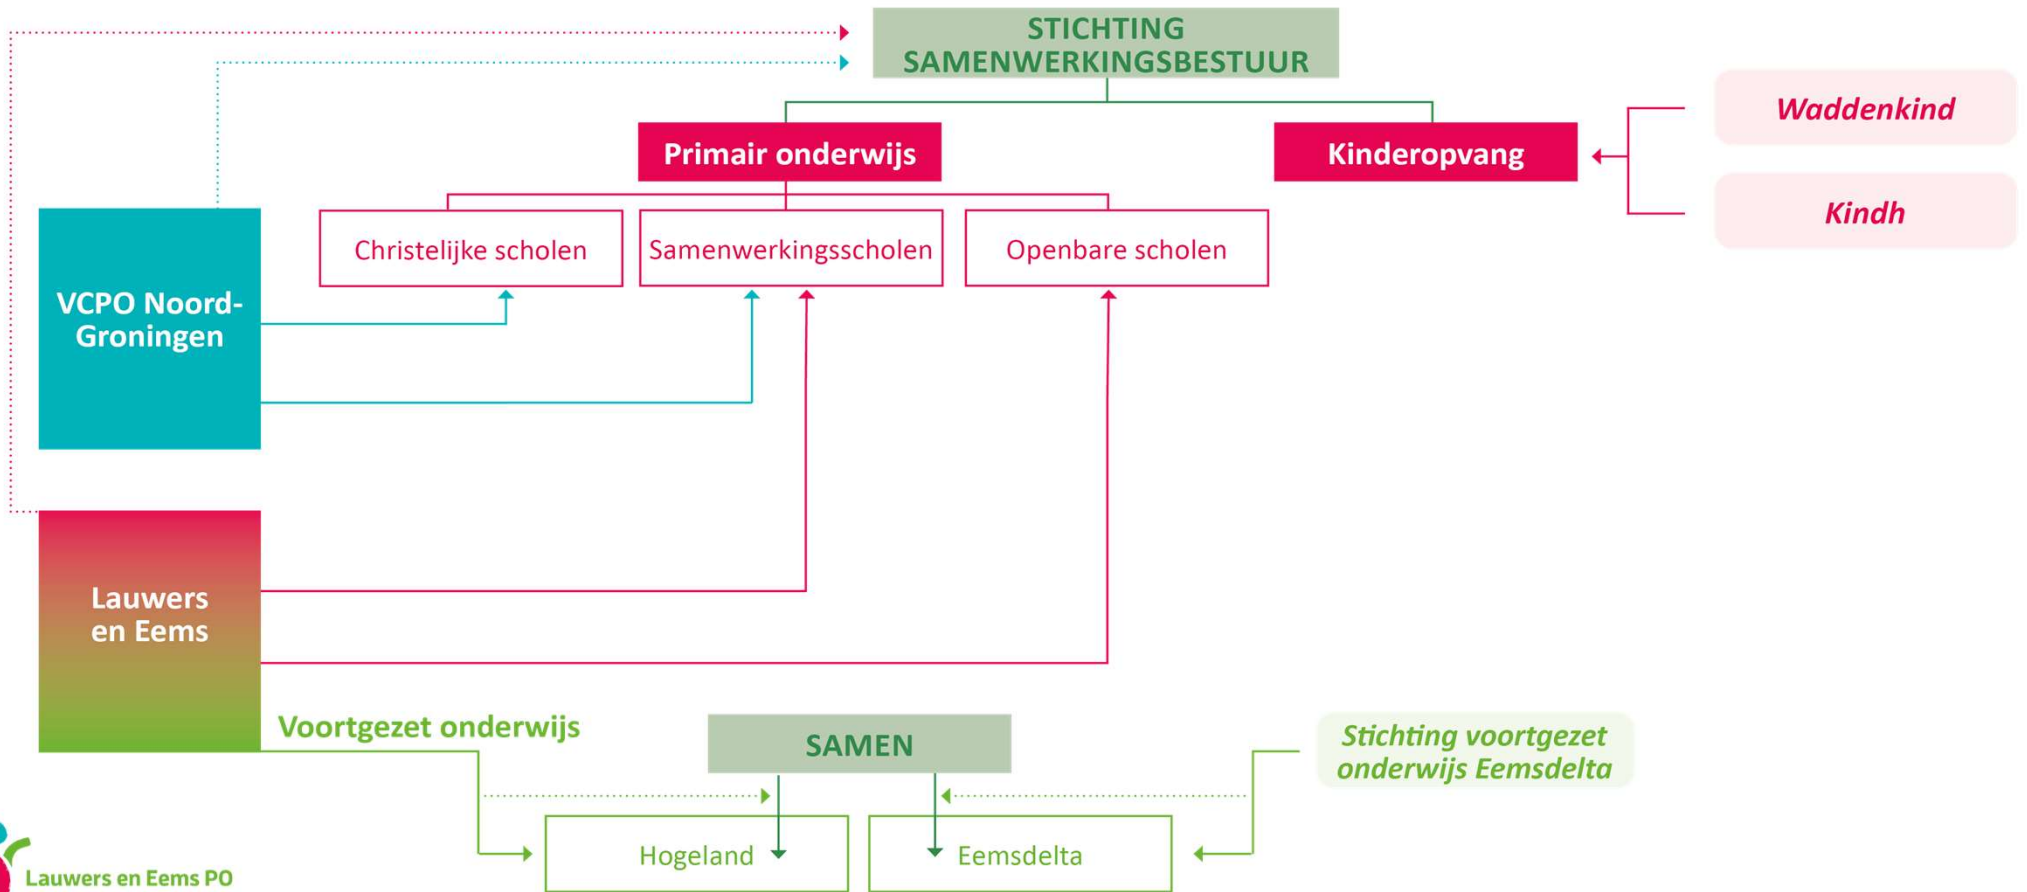 STICHTING
SAMENWERKINGSBESTUUR
Primair onderwijs
Kinderopvang
Waddenkind
Kindh
Christelijke scholen
Samenwerkingsscholen
Openbare scholen
VCPO Noord-
Groningen
Lauwers
en Eems
Voortgezet onderwijs
SAMEN
Stichting voortgezet
onderwijs Eemsdelta
Hogeland
Eemsdelta
Lauwers en Eems PO